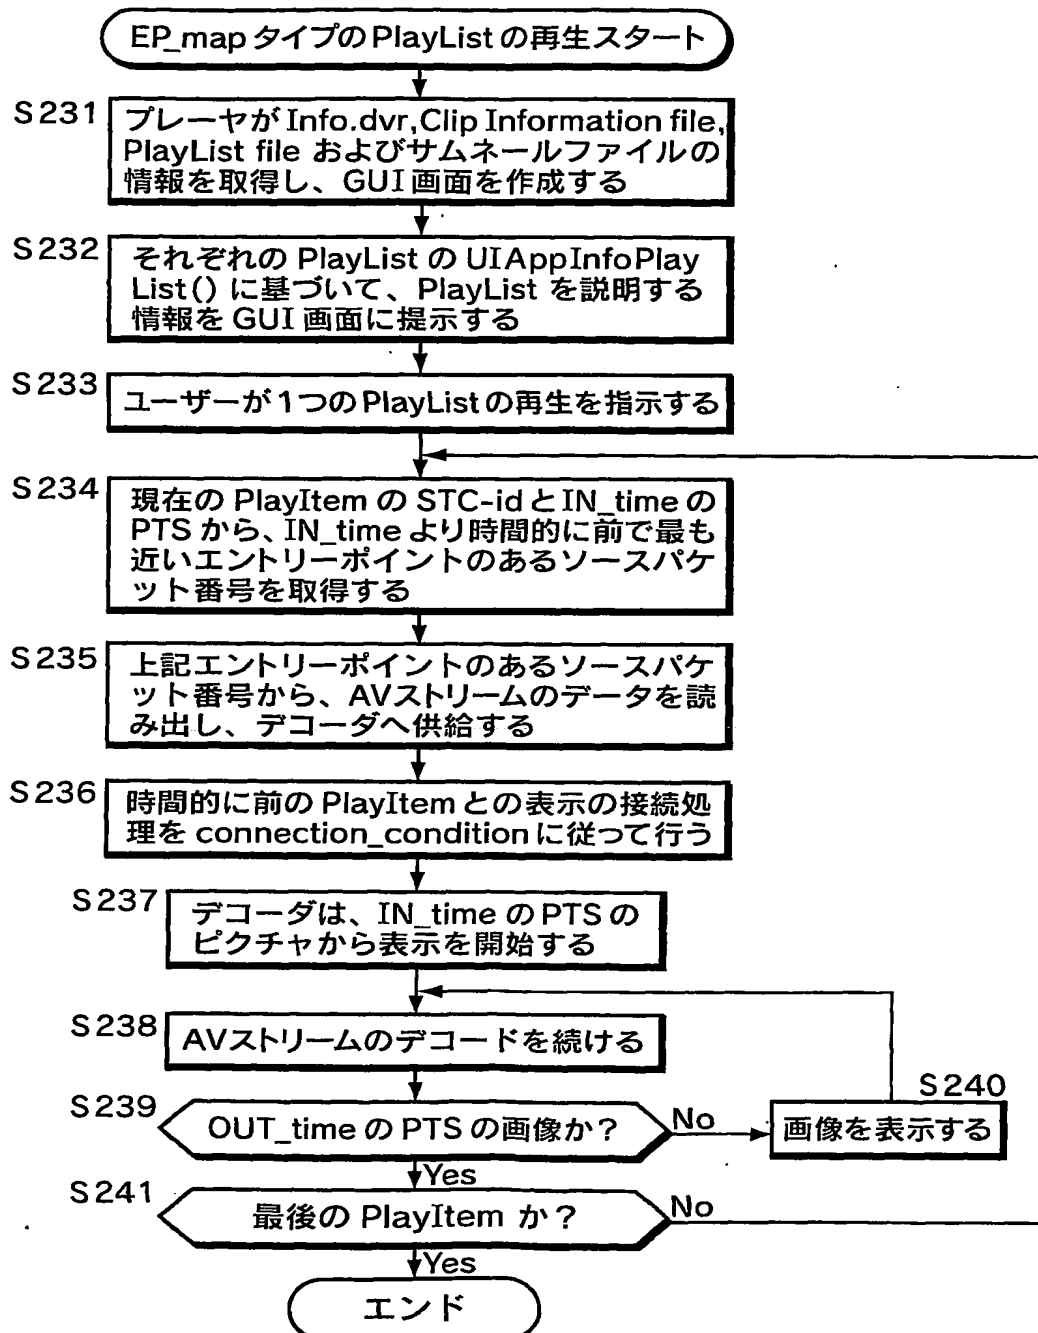 EP_map タイプの PlayList の再生スタート
S231
プレーヤが Info.dvr,Clip Information file,
PlayList file およびサムネールファイルの
情報を取得し、GUI 画面を作成する
S232
それぞれの PlayList の UIAppInfoPlay
List() に基づいて、PlayList を説明する
情報を GUI 画面に提示する
S233
ユーザーが1つのPlayListの再生を指示する
S234
現在の PlayItem の STC-id と IN_time の
PTS から、IN_time より時間的に前で最も
近いエントリーポイントのあるソースパケ
ット番号を取得する
S235
上記エントリーポイントのあるソースパケ
ット番号から、AVストリームのデータを読
み出し、デコーダへ供給する
S236
時間的に前の PlayItem との表示の接続処
理を connection_condition に従つて行う
S237
デコーダは、IN_time の PTS の
ピクチャから表示を開始する
S238
AVストリームのデコードを続ける
S239
OUT_time の PTS の画像か?
No
S240
画像を表示する
Yes
S241
最後の PlayItem か?
No
Yes
エンド